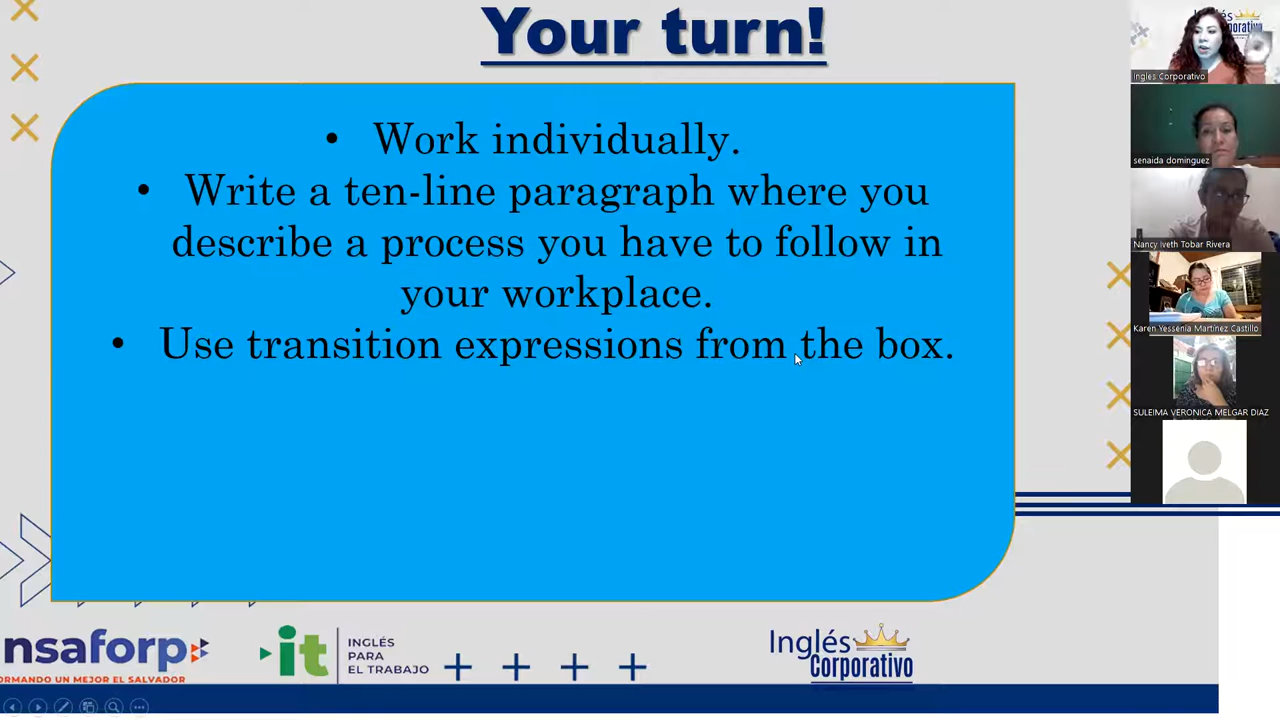 Your turn!
• Work individually.
• Write a ten-line paragraph where you
describe a process you have to follow in
your workplace.
• Use transition expressions from the box.
nsaforp
ORMANDO UN MEJOR EL SALVADOR
it
INGLÉS
PARA
EL TRABAJO
Inglés
Corporativo
Inglés
Ingles Corporativo
senaida dominguez
Nancy Iveth Tobar Rivera
Karen Yessenia Martinez Castillo
SULEIMA VERONICA MELGAR DIAZ